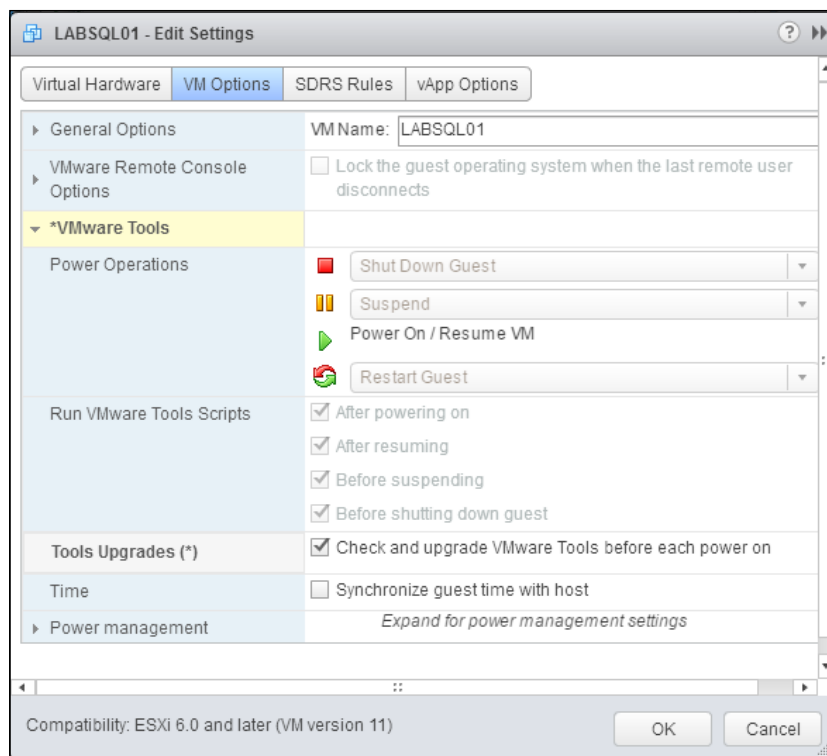 LABSQL01 - Edit Settings
?
Virtual Hardware VM Options SDRS Rules vApp Options
General Options VM Name: LABSQL01
VMware Remote Console Options Lock the guest operating system when the last remote user disconnects
*VMware Tools
Power Operations Shut Down Guest
Suspend
Power On / Resume VM
Restart Guest
Run VMware Tools Scripts After powering on
After resuming
Before suspending
Before shutting down guest
Tools Upgrades (*) Check and upgrade VMware Tools before each power on
Time Synchronize guest time with host
Power management Expand for power management settings
Compatibility: ESXi 6.0 and later (VM version 11) OK Cancel